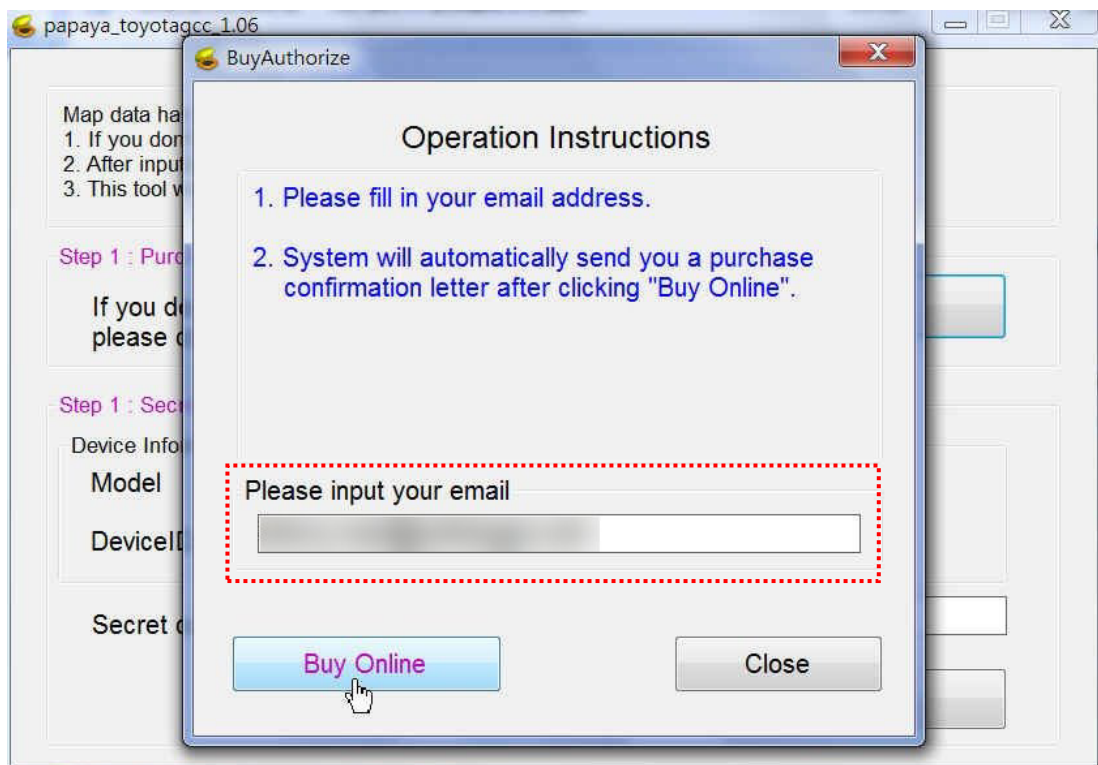 papaya_toyotagcc_1.06
BuyAuthorize
Map data ha
1. If you don
2. After input
3. This tool w
Operation Instructions
1. Please fill in your email address.
2. System will automatically send you a purchase
confirmation letter after clicking "Buy Online".
Step 1 : Purc
If you do
please c
Step 1 : Secr
Device Infor
Model
DeviceID
Please input your email
Secret c
Buy Online
Close